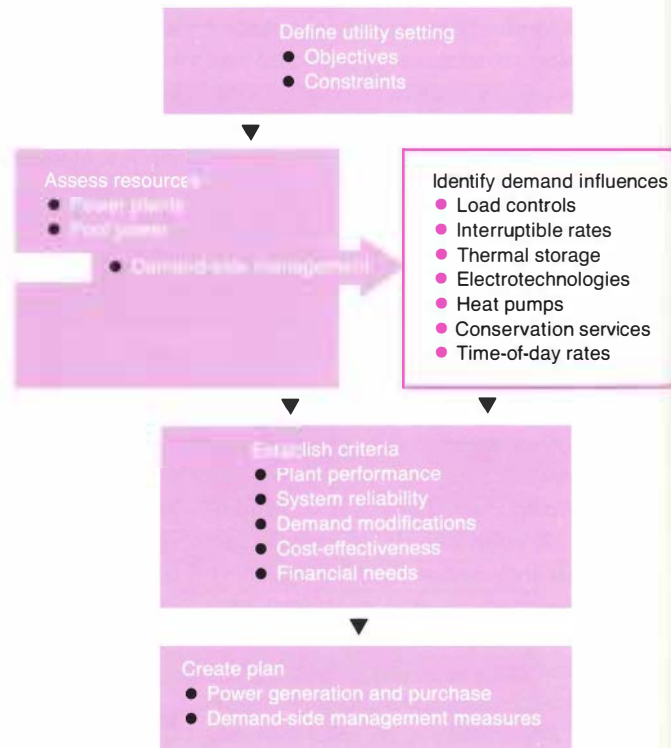 Define utility setting
● Objectives
● Constraints
Assess resources
● Power plants
● Pool power
● Demand-side management
Identify demand influences
● Load controls
● Interruptible rates
● Thermal storage
● Electrotechnologies
● Heat pumps
● Conservation services
● Time-of-day rates
Establish criteria
● Plant performance
● System reliability
● Demand modifications
● Cost-effectiveness
● Financial needs
Create plan
● Power generation and purchase
● Demand-side management measures